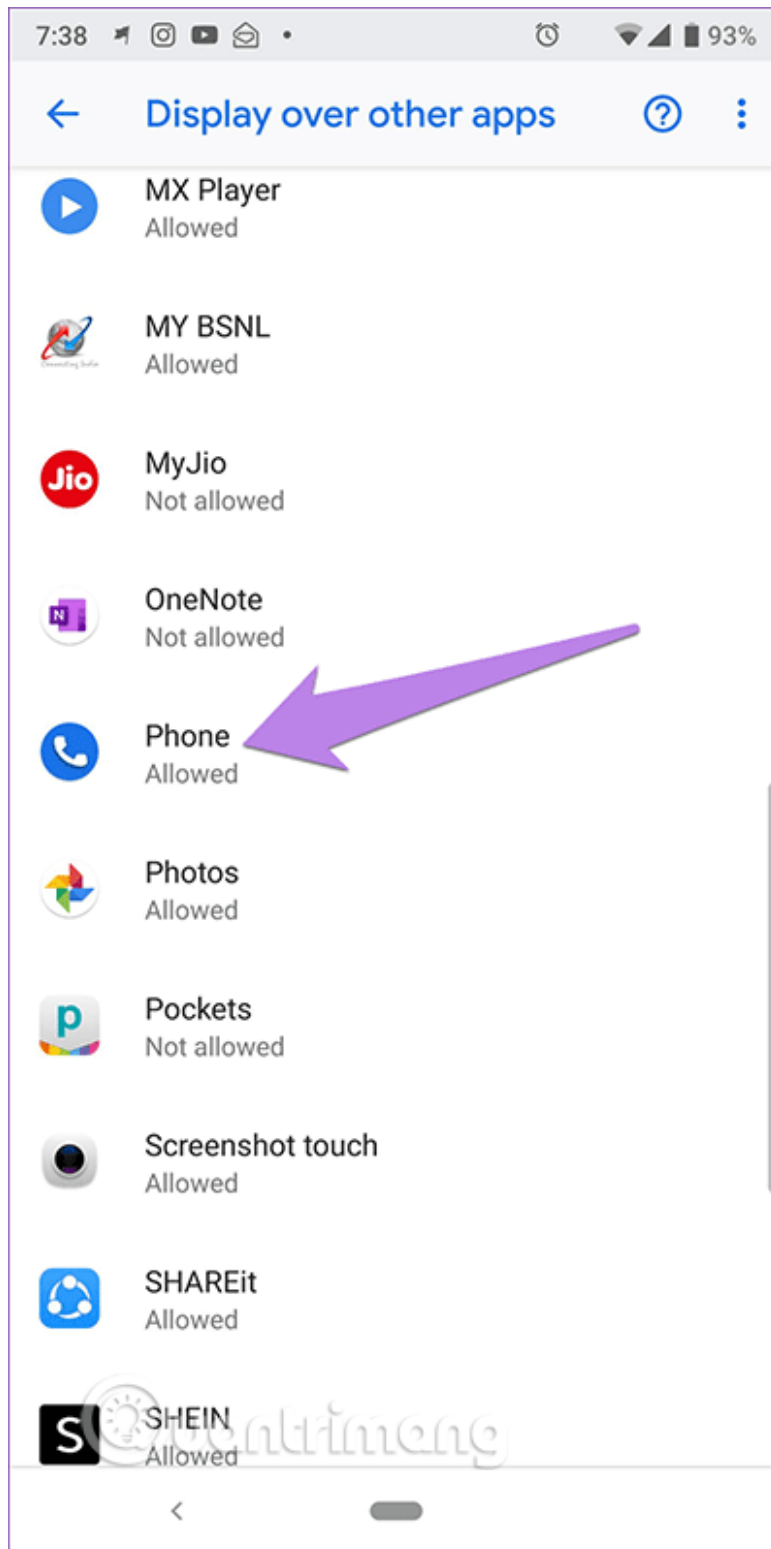 7:38
93%
Display over other apps
MX Player
Allowed
MY BSNL
Allowed
Jio
MyJio
Not allowed
N
OneNote
Not allowed
Phone
Allowed
Photos
Allowed
p
Pockets
Not allowed
Screenshot touch
Allowed
SHAREit
Allowed
S
SHEIN
Allowed
Quantrimang